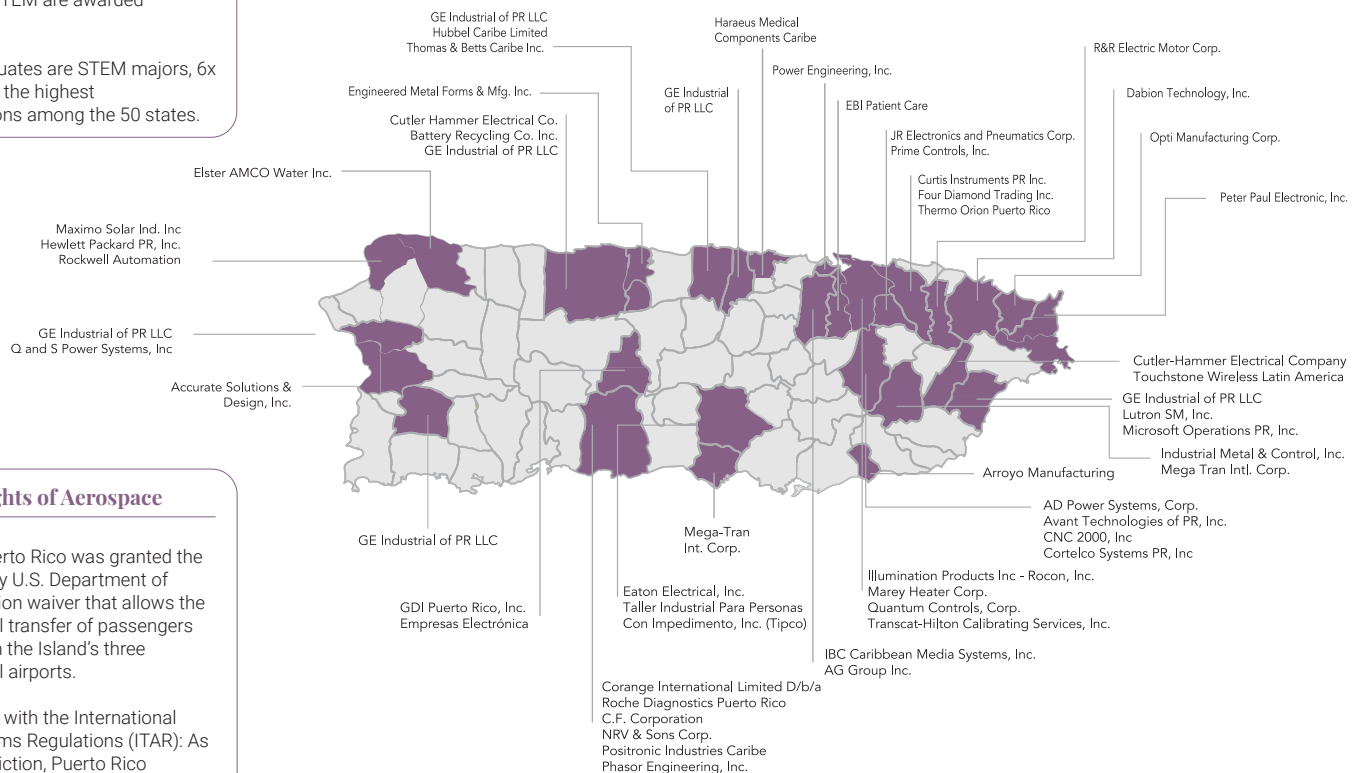 TEM are awarded
uates are STEM majors, 6x
the highest
ons among the 50 states.
GE Industrial of PR LLC
Hubbel Caribe Limited
Thomas & Betts Caribe Inc.
Haraeus Medical
Components Caribe
R&R Electric Motor Corp.
Power Engineering, Inc.
Engineered Metal Forms & Mfg. Inc.
GE Industrial
of PR LLC
Dabion Technology, Inc.
EBI Patient Care
Cutler Hammer Electrical Co.
Battery Recycling Co. Inc.
GE Industrial of PR LLC
JR Electronics and Pneumatics Corp.
Prime Controls, Inc.
Opti Manufacturing Corp.
Elster AMCO Water Inc.
Curtis Instruments PR Inc.
Four Diamond Trading Inc.
Thermo Orion Puerto Rico
Peter Paul Electronic, Inc.
Maximo Solar Ind. Inc
Hewlett Packard PR, Inc.
Rockwell Automation
GE Industrial of PR LLC
Q and S Power Systems, Inc
Accurate Solutions &
Design, Inc.
Cutler-Hammer Electrical Company
Touchstone Wireless Latin America
GE Industrial of PR LLC
Lutron SM, Inc.
Microsoft Operations PR, Inc.
Industrial Metal & Control, Inc.
Mega Tran Intl. Corp.
Arroyo Manufacturing
AD Power Systems, Corp.
Avant Technologies of PR, Inc.
CNC 2000, Inc
Cortelco Systems PR, Inc
GE Industrial of PR LLC
Mega-Tran
Int. Corp.
Illumination Products Inc - Rocon, Inc.
Marey Heater Corp.
Quantum Controls, Corp.
Transcat-Hilton Calibrating Services, Inc.
Eaton Electrical, Inc.
Taller Industrial Para Personas
Con Impedimento, Inc. (Tipco)
GDI Puerto Rico, Inc.
Empresas Electrónica
IBC Caribbean Media Systems, Inc.
AG Group Inc.
Corange International Limited D/b/a
Roche Diagnostics Puerto Rico
C.F. Corporation
NRV & Sons Corp.
Positronic Industries Caribe
Phasor Engineering, Inc.
ghts of Aerospace
erto Rico was granted the
y U.S. Department of
ion waiver that allows the
l transfer of passengers
n the Island's three
l airports.
with the International
ms Regulations (ITAR): As
iction, Puerto Rico